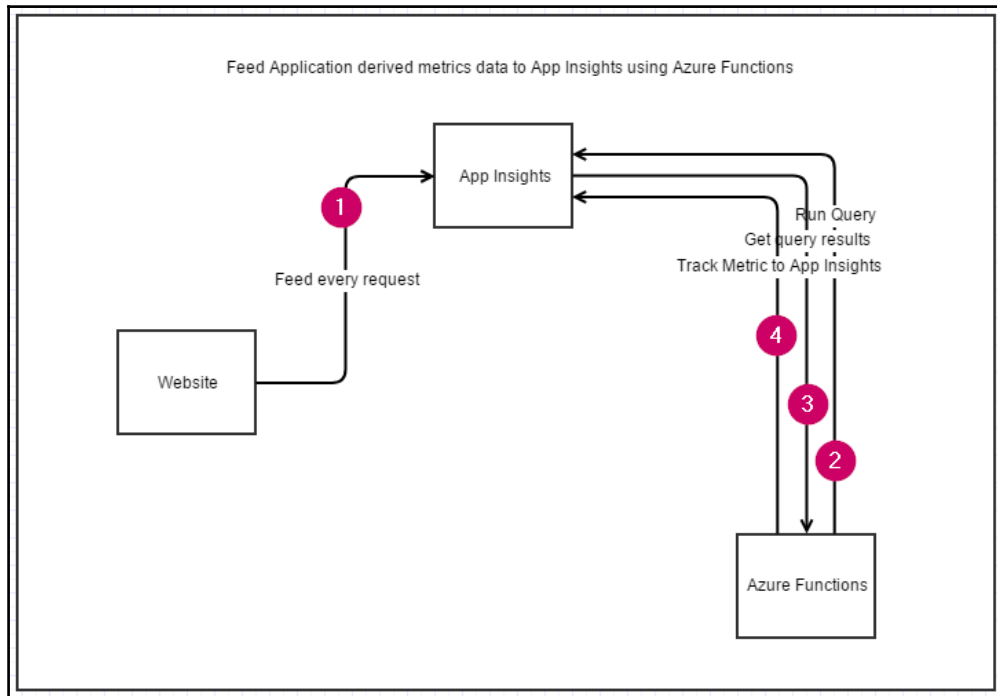 Feed Application derived metrics data to App Insights using Azure Functions
App Insights
1
Run Query
Get query results
Track Metric to App Insights
Feed every request
4
Website
3
2
Azure Functions